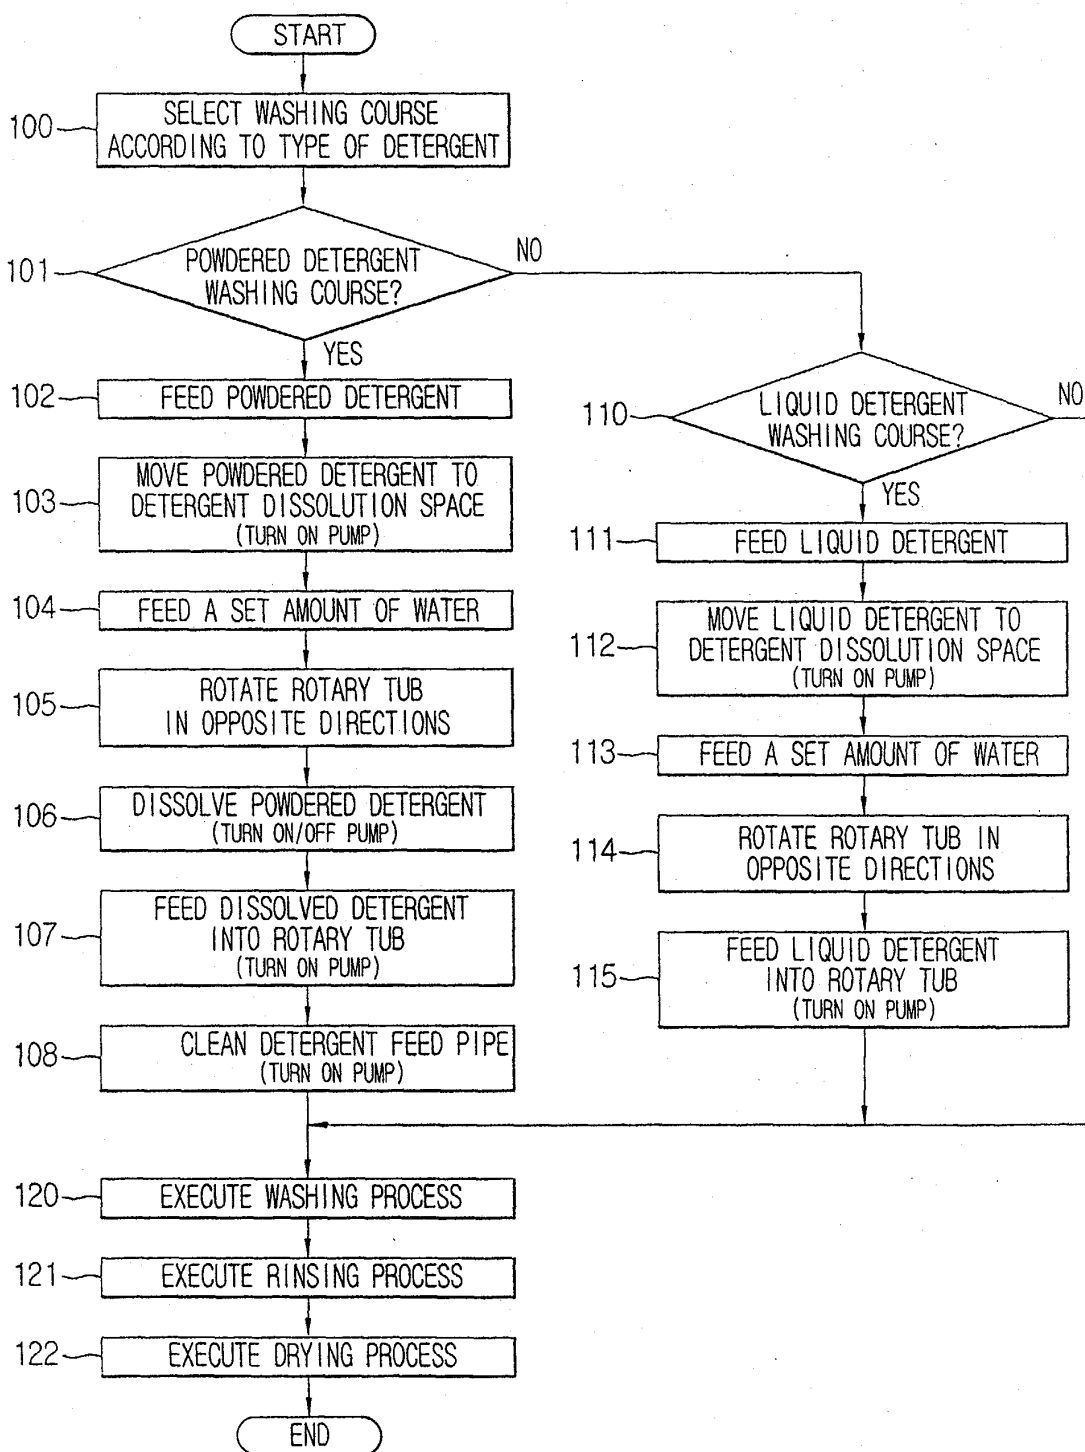 START
100
SELECT WASHING COURSE
ACCORDING TO TYPE OF DETERGENT
101
POWDERED DETERGENT
WASHING COURSE?
NO
YES
102
FEED POWDERED DETERGENT
103
MOVE POWDERED DETERGENT TO
DETERGENT DISSOLUTION SPACE
(TURN ON PUMP)
104
FEED A SET AMOUNT OF WATER
105
ROTATE ROTARY TUB
IN OPPOSITE DIRECTIONS
106
DISSOLVE POWDERED DETERGENT
(TURN ON/OFF PUMP)
107
FEED DISSOLVED DETERGENT
INTO ROTARY TUB
(TURN ON PUMP)
108
CLEAN DETERGENT FEED PIPE
(TURN ON PUMP)
110
LIQUID DETERGENT
WASHING COURSE?
NO
YES
111
FEED LIQUID DETERGENT
112
MOVE LIQUID DETERGENT TO
DETERGENT DISSOLUTION SPACE
(TURN ON PUMP)
113
FEED A SET AMOUNT OF WATER
114
ROTATE ROTARY TUB IN
OPPOSITE DIRECTIONS
115
FEED LIQUID DETERGENT
INTO ROTARY TUB
(TURN ON PUMP)
120
EXECUTE WASHING PROCESS
121
EXECUTE RINSING PROCESS
122
EXECUTE DRYING PROCESS
END